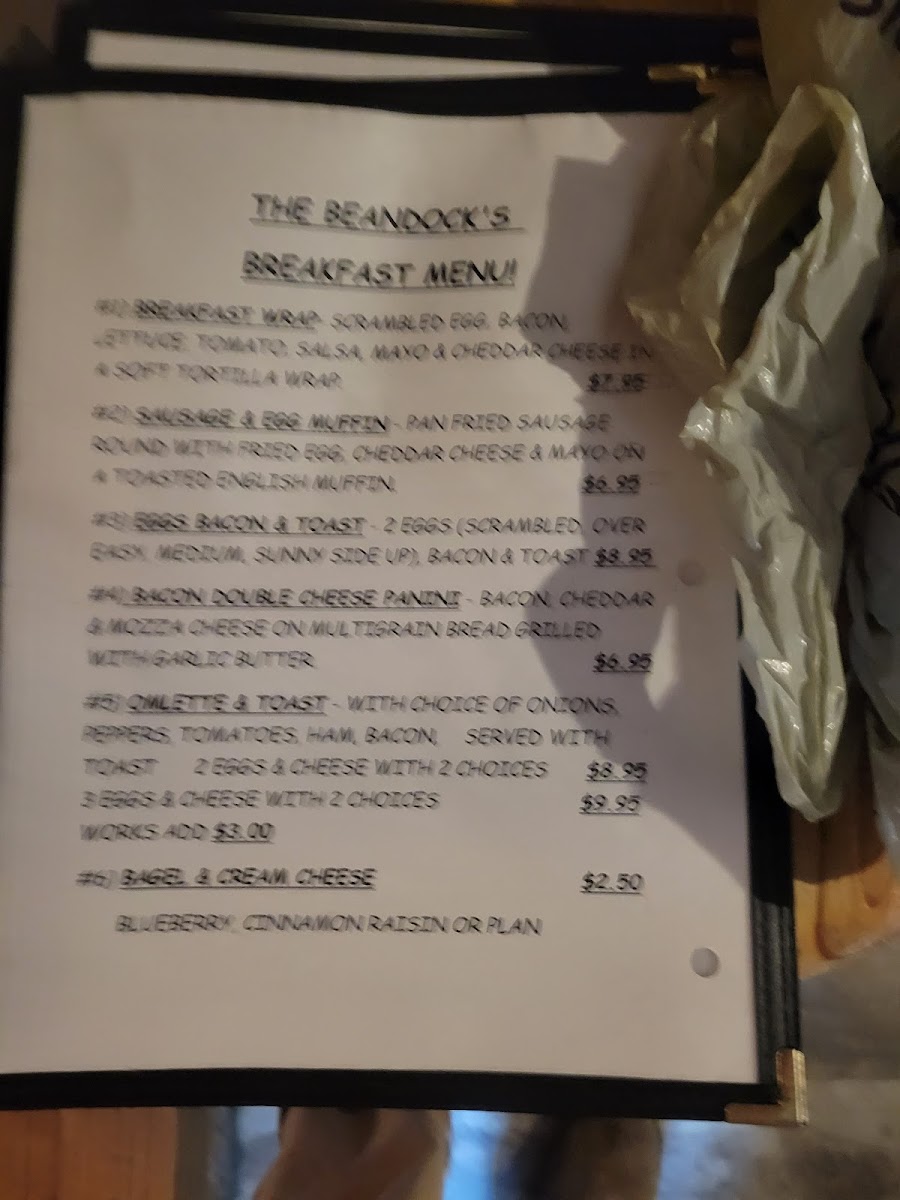 THE BEANDOCK'S
BREAKFAST MENU!
#1) BREAKFAST WRAP- SCRAMBLED EGG, BACON,
LETTUCE, TOMATO, SALSA, MAYO & CHEDDAR CHEESE IN
A SOFT TORTILLA WRAP. $7.95
#2) SAUSAGE & EGG MUFFIN - PAN FRIED SAUSAGE
ROUND WITH FRIED EGG, CHEDDAR CHEESE & MAYO ON
A TOASTED ENGLISH MUFFIN. $6.95
#3) EGGS BACON & TOAST - 2 EGGS (SCRAMBLED, OVER
EASY, MEDIUM, SUNNY SIDE UP), BACON & TOAST $8.95
#4) BACON DOUBLE CHEESE PANINI - BACON, CHEDDAR
& MOZZA CHEESE ON MULTIGRAIN BREAD GRILLED
WITH GARLIC BUTTER $6.95
#5) OMLETTE & TOAST - WITH CHOICE OF ONIONS,
PEPPERS, TOMATOES, HAM, BACON, SERVED WITH
TOAST 2 EGGS & CHEESE WITH 2 CHOICES $8.95
3 EGGS & CHEESE WITH 2 CHOICES $9.95
WORKS ADD $3.00
#6) BAGEL & CREAM CHEESE $2.50
BLUEBERRY, CINNAMON RAISIN OR PLAN